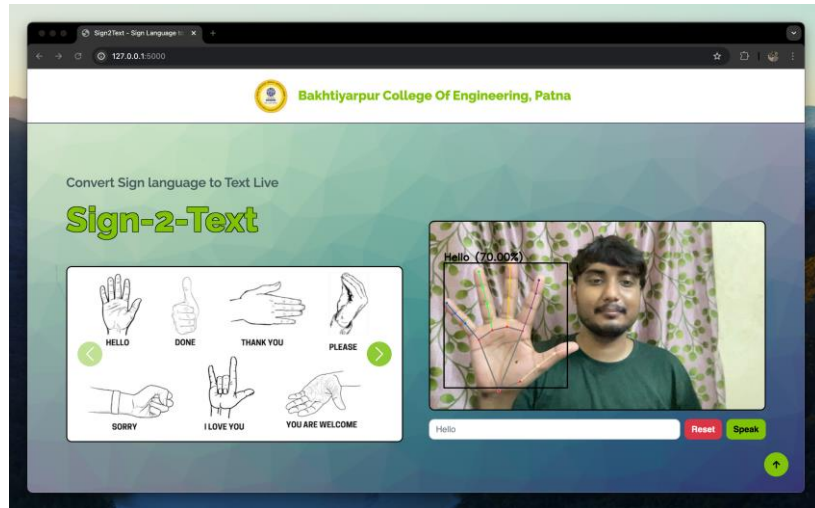 Sign2Text - Sign Language to
127.0.0.1:5000
Bakhtiyarpur College Of Engineering, Patna
Convert Sign language to Text Live
Sign-2-Text
HELLO
DONE
THANK YOU
PLEASE
SORRY
I LOVE YOU
YOU ARE WELCOME
Hello (70.00%)
Hello
Reset
Speak